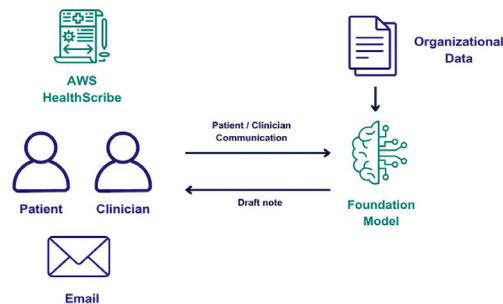 AWS
HealthScribe
Organizational
Data
Patient / Clinician
Communication
Patient
Clinician
Draft note
Foundation
Model
Email